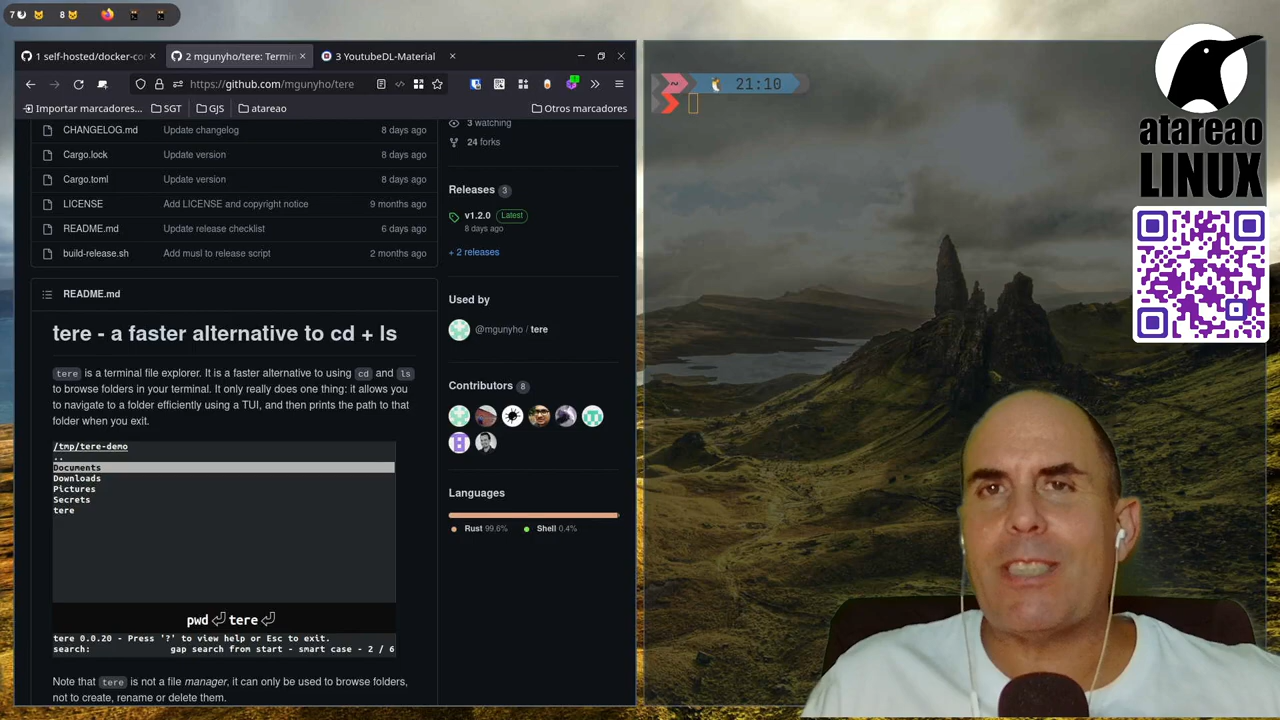 7
8
1 self-hosted/docker-co
2 mgunyho/tere: Termin
3 YoutubeDL-Material
https://github.com/mgunyho/tere
Importar marcadores...
SGT
GJS
atareao
Otros marcadores
CHANGELOG.md Update changelog 8 days ago
Cargo.lock Update version 8 days ago
Cargo.toml Update version 8 days ago
LICENSE Add LICENSE and copyright notice 9 months ago
README.md Update release checklist 6 days ago
build-release.sh Add musl to release script 2 months ago
README.md
tere - a faster alternative to cd + ls
tere is a terminal file explorer. It is a faster alternative to using cd and ls
to browse folders in your terminal. It only really does one thing: it allows you
to navigate to a folder efficiently using a TUI, and then prints the path to that
folder when you exit.
/tmp/tere-demo
..
Documents
Downloads
Pictures
Secrets
tere
pwd ⏎ tere ⏎
tere 0.0.20 - Press '?' to view help or Esc to exit.
search: gap search from start - smart case - 2 / 6
Note that tere is not a file manager, it can only be used to browse folders,
not to create, rename or delete them.
3 watching
24 forks
Releases 3
v1.2.0 Latest
8 days ago
+ 2 releases
Used by
@mgunyho / tere
Contributors 8
Languages
Rust 99.6%
Shell 0.4%
~ 21:10
atareao
LINUX